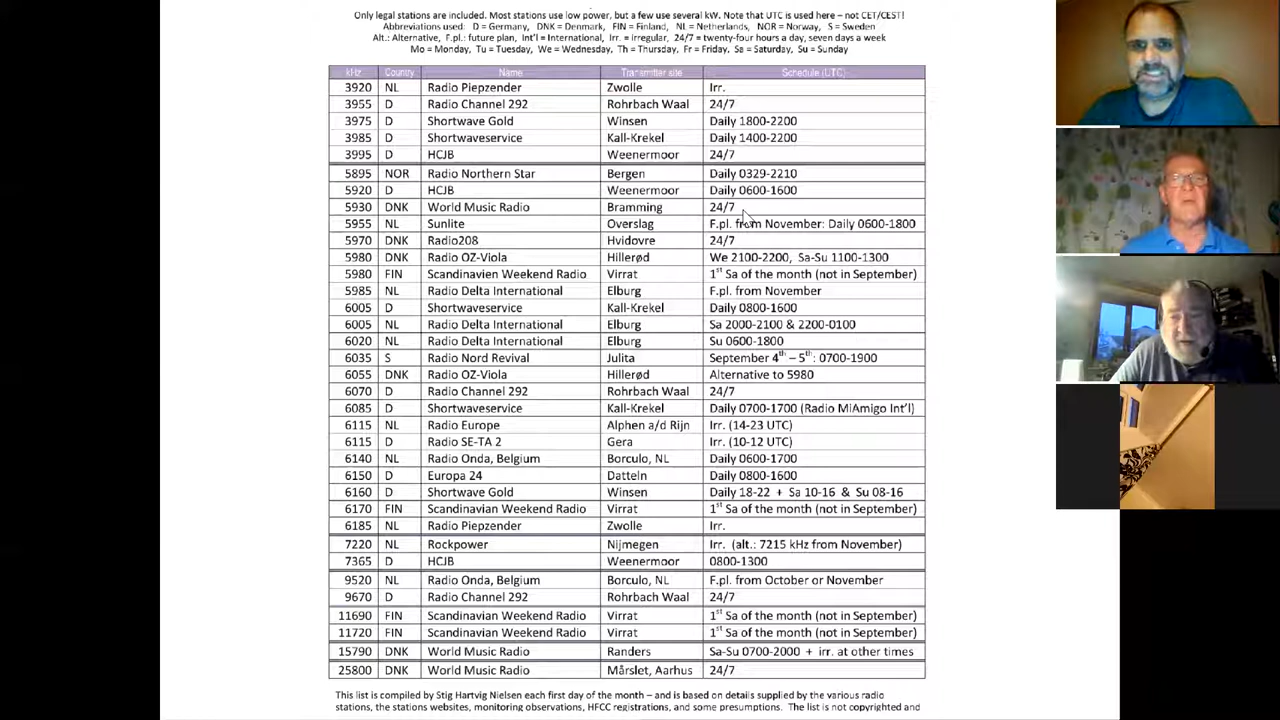 Only legal stations are included. Most stations use low power, but a few use several kW. Note that UTC is used here – not CET/CEST!
Abbreviations used: D = Germany, DNK = Denmark, FIN = Finland, NL = Netherlands, NOR = Norway, S = Sweden
Alt.: Alternative, F.pl.: future plan, Int'l = International, Irr. = irregular, 24/7 = twenty-four hours a day, seven days a week
Mo = Monday, Tu = Tuesday, We = Wednesday, Th = Thursday, Fr = Friday, Sa = Saturday, Su = Sunday
kHz Country Name Transmitter site Schedule (UTC)
3920 NL Radio Piepzender Zwolle Irr.
3955 D Radio Channel 292 Rohrbach Waal 24/7
3975 D Shortwave Gold Winsen Daily 1800-2200
3985 D Shortwaveservice Kall-Krekel Daily 1400-2200
3995 D HCJB Weenermoor 24/7
5895 NOR Radio Northern Star Bergen Daily 0329-2210
5920 D HCJB Weenermoor Daily 0600-1600
5930 DNK World Music Radio Bramming 24/7
5955 NL Sunlite Overslag F.pl. from November: Daily 0600-1800
5970 DNK Radio208 Hvidovre 24/7
5980 DNK Radio OZ-Viola Hillerød We 2100-2200, Sa-Su 1100-1300
5980 FIN Scandinavien Weekend Radio Virrat 1st Sa of the month (not in September)
5985 NL Radio Delta International Elburg F.pl. from November
6005 D Shortwaveservice Kall-Krekel Daily 0800-1600
6005 NL Radio Delta International Elburg Sa 2000-2100 & 2200-0100
6020 NL Radio Delta International Elburg Su 0600-1800
6035 S Radio Nord Revival Julita September 4th – 5th: 0700-1900
6055 DNK Radio OZ-Viola Hillerød Alternative to 5980
6070 D Radio Channel 292 Rohrbach Waal 24/7
6085 D Shortwaveservice Kall-Krekel Daily 0700-1700 (Radio MiAmigo Int'l)
6115 NL Radio Europe Alphen a/d Rijn Irr. (14-23 UTC)
6115 D Radio SE-TA 2 Gera Irr. (10-12 UTC)
6140 NL Radio Onda, Belgium Borculo, NL Daily 0600-1700
6150 D Europa 24 Datteln Daily 0800-1600
6160 D Shortwave Gold Winsen Daily 18-22 + Sa 10-16 & Su 08-16
6170 FIN Scandinavian Weekend Radio Virrat 1st Sa of the month (not in September)
6185 NL Radio Piepzender Zwolle Irr.
7220 NL Rockpower Nijmegen Irr. (alt.: 7215 kHz from November)
7365 D HCJB Weenermoor 0800-1300
9520 NL Radio Onda, Belgium Borculo, NL F.pl. from October or November
9670 D Radio Channel 292 Rohrbach Waal 24/7
11690 FIN Scandinavian Weekend Radio Virrat 1st Sa of the month (not in September)
11720 FIN Scandinavian Weekend Radio Virrat 1st Sa of the month (not in September)
15790 DNK World Music Radio Randers Sa-Su 0700-2000 + irr. at other times
25800 DNK World Music Radio Mårslet, Aarhus 24/7
This list is compiled by Stig Hartvig Nielsen each first day of the month – and is based on details supplied by the various radio
stations, the stations websites, monitoring observations, HFCC registrations, and some presumptions. The list is not copyrighted and